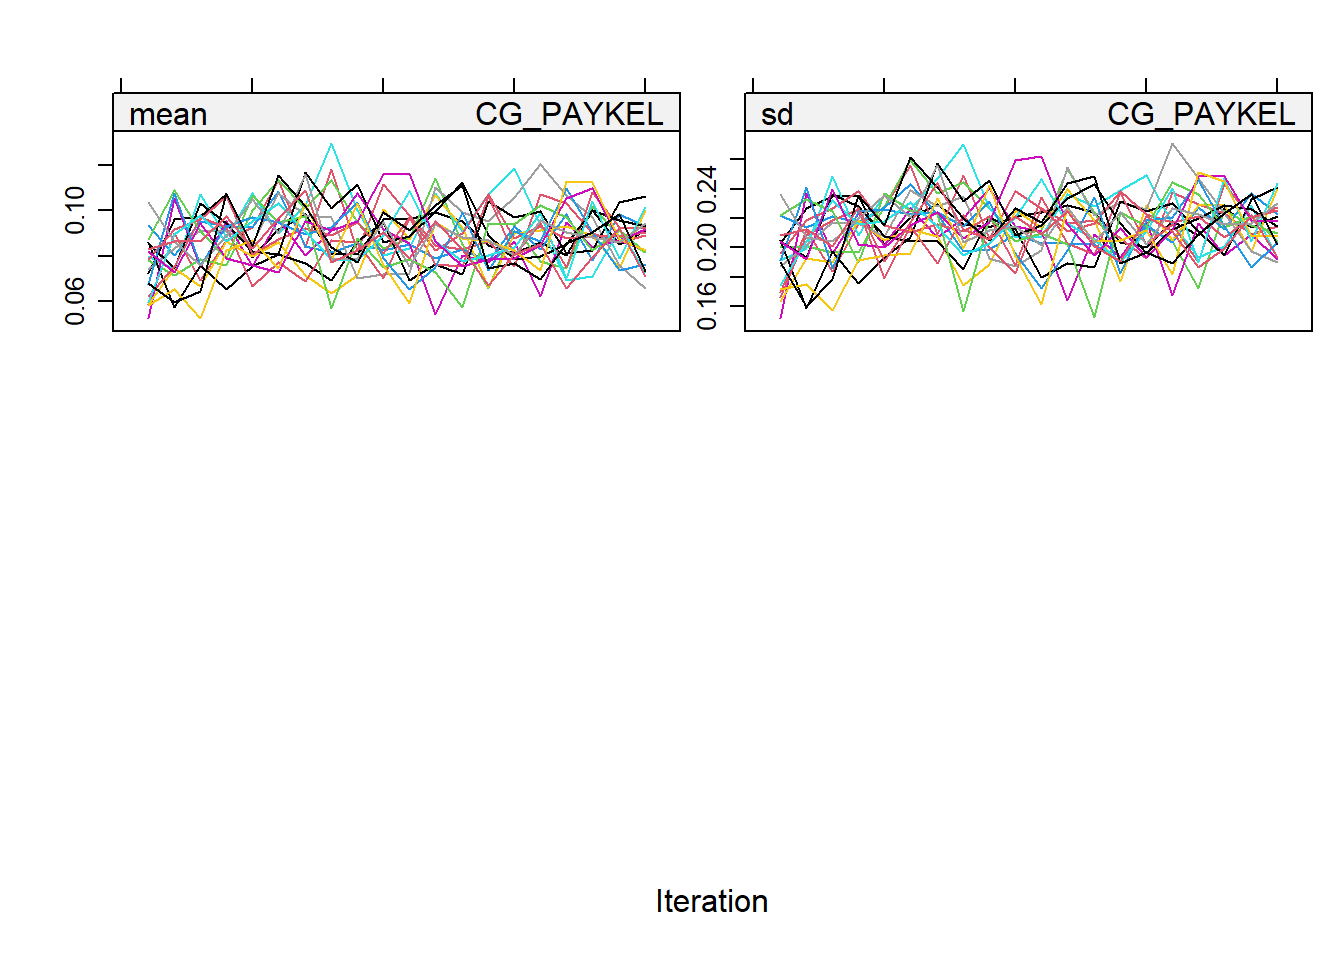 mean CG_PAYKEL
sd CG_PAYKEL
0.06 0.10
0.16 0.20 0.24
Iteration